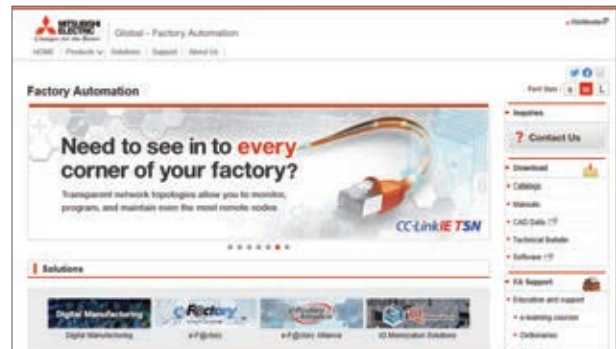 MITSUBISHI
ELECTRIC
Changes for the Better
Global - Factory Automation
HOME
Products
Solutions
Support
About Us
Font Size
S
M
L
Factory Automation
Need to see in to every
corner of your factory?
Transparent network topologies allow you to monitor,
program, and maintain even the most remote nodes
CC-Link IE TSN
Solutions
Digital Manufacturing
e-F@ctory
e-F@ctory Alliance
iQ Monozukuri Solutions
Digital Manufacturing
e-F@ctory
e-F@ctory Alliance
Inquiries
? Contact Us
Download
Catalogs
Manuals
CAD Data
Technical Bulletin
Software
FA Support
Education and support
e-learning courses
Dictionaries